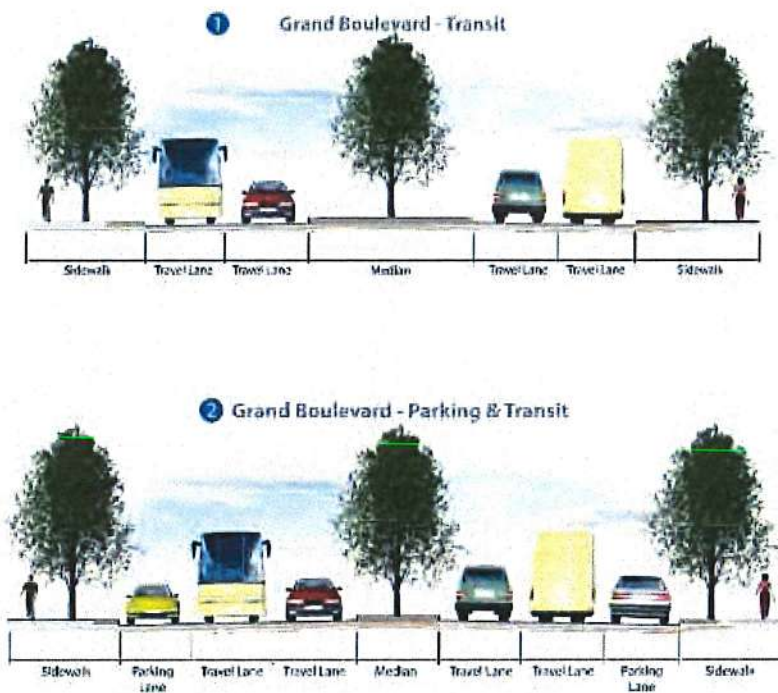 1 Grand Boulevard - Transit
Sidewalk Travel Lane Travel Lane Median Travel Lane Travel Lane Sidewalk
2 Grand Boulevard - Parking & Transit
Sidewalk Parking Lane Travel Lane Travel Lane Median Travel Lane Travel Lane Parking Lane Sidewalk